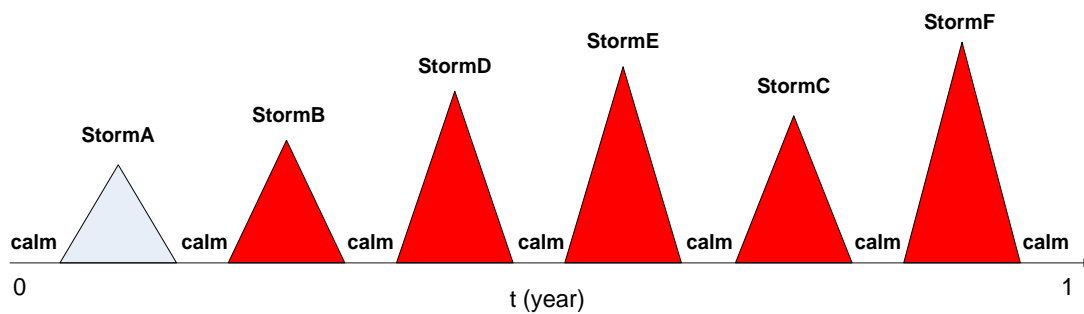 StormF
StormE
StormD
StormC
StormB
StormA
calm calm calm calm calm calm calm
0 1
t (year)